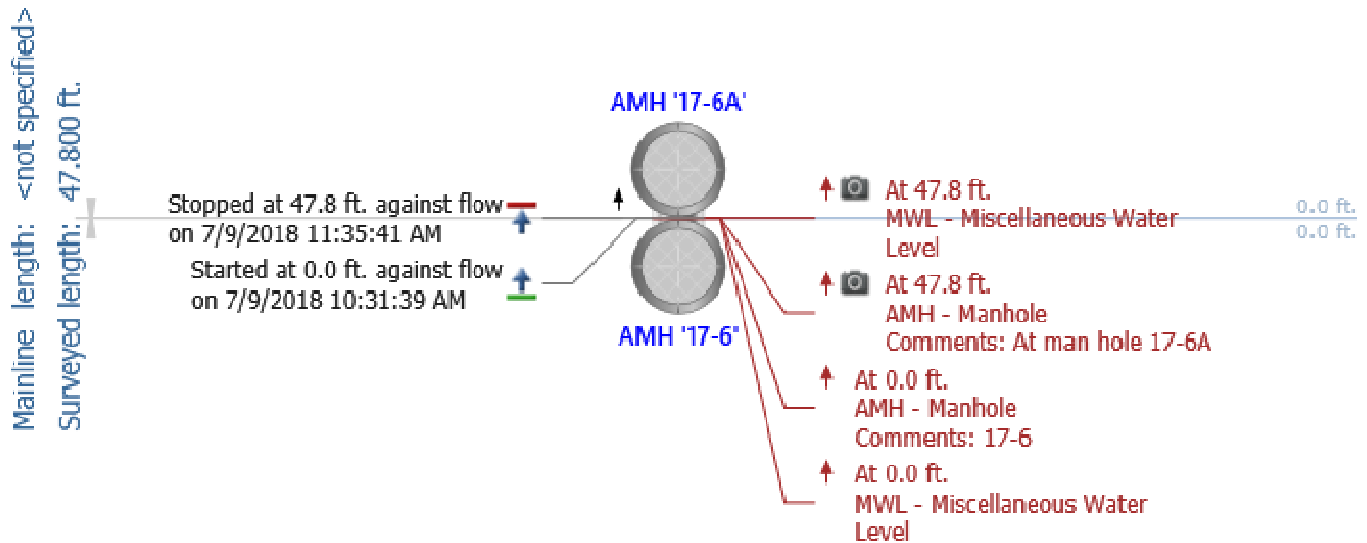 Mainline length: <not specified>
Surveyed length: 47.800 ft.
AMH '17-6A'
Stopped at 47.8 ft. against flow
on 7/9/2018 11:35:41 AM
Started at 0.0 ft. against flow
on 7/9/2018 10:31:39 AM
AMH '17-6'
At 47.8 ft.
MWL - Miscellaneous Water
Level
0.0 ft.
0.0 ft.
At 47.8 ft.
AMH - Manhole
Comments: At man hole 17-6A
At 0.0 ft.
AMH - Manhole
Comments: 17-6
At 0.0 ft.
MWL - Miscellaneous Water
Level